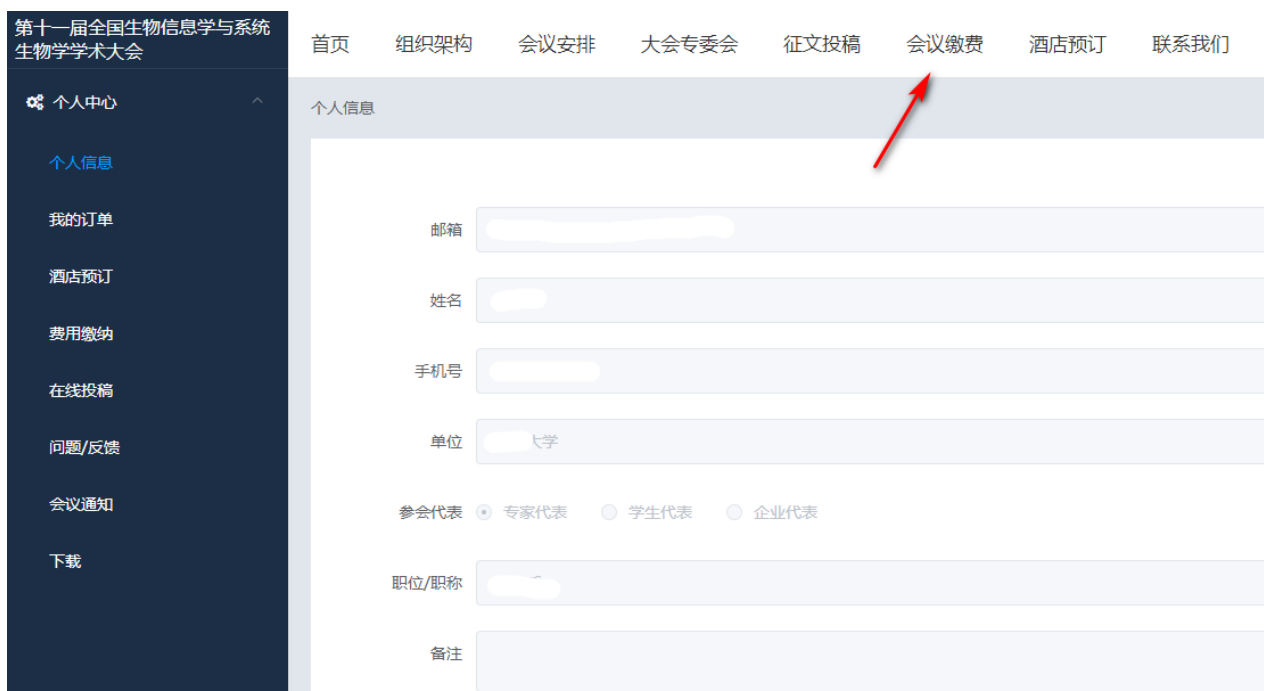 第十一届全国生物信息学与系统
生物学学术大会
首页 组织架构 会议安排 大会专委会 征文投稿 会议缴费 酒店预订 联系我们
个人中心
个人信息
个人信息
我的订单
酒店预订
费用缴纳
在线投稿
问题/反馈
会议通知
下载
邮箱
姓名
手机号
单位 大学
参会代表 专家代表 学生代表 企业代表
职位/职称
备注